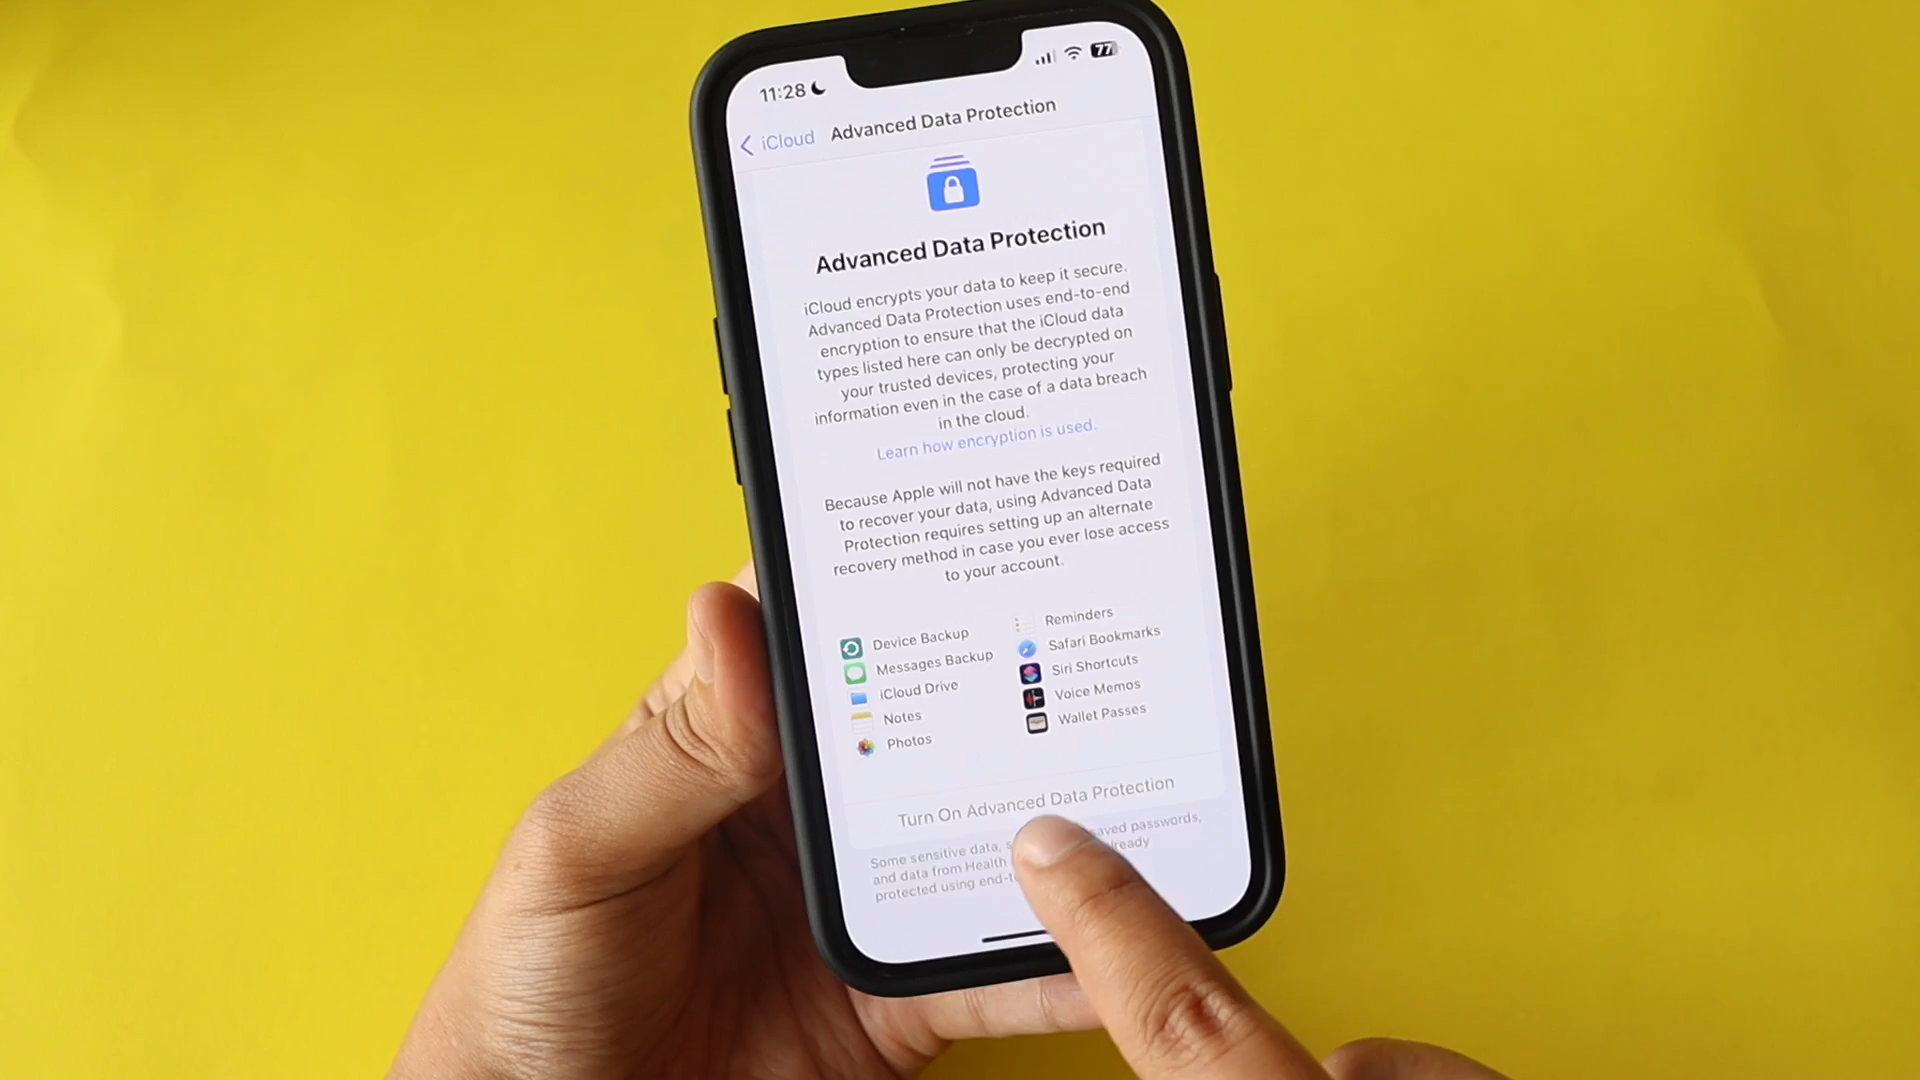 11:28
77
iCloud
Advanced Data Protection
Advanced Data Protection
iCloud encrypts your data to keep it secure.
Advanced Data Protection uses end-to-end
encryption to ensure that the iCloud data
types listed here can only be decrypted on
your trusted devices, protecting your
information even in the case of a data breach
in the cloud.
Learn how encryption is used.
Because Apple will not have the keys required
to recover your data, using Advanced Data
Protection requires setting up an alternate
recovery method in case you ever lose access
to your account.
Device Backup
Messages Backup
iCloud Drive
Notes
Photos
Reminders
Safari Bookmarks
Siri Shortcuts
Voice Memos
Wallet Passes
Turn On Advanced Data Protection
Some sensitive data, saved passwords,
and data from Health already
protected using